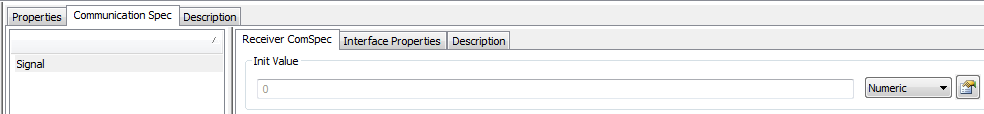 Properties Communication Spec Description
Receiver ComSpec Interface Properties Description
Signal
Init Value
0 Numeric